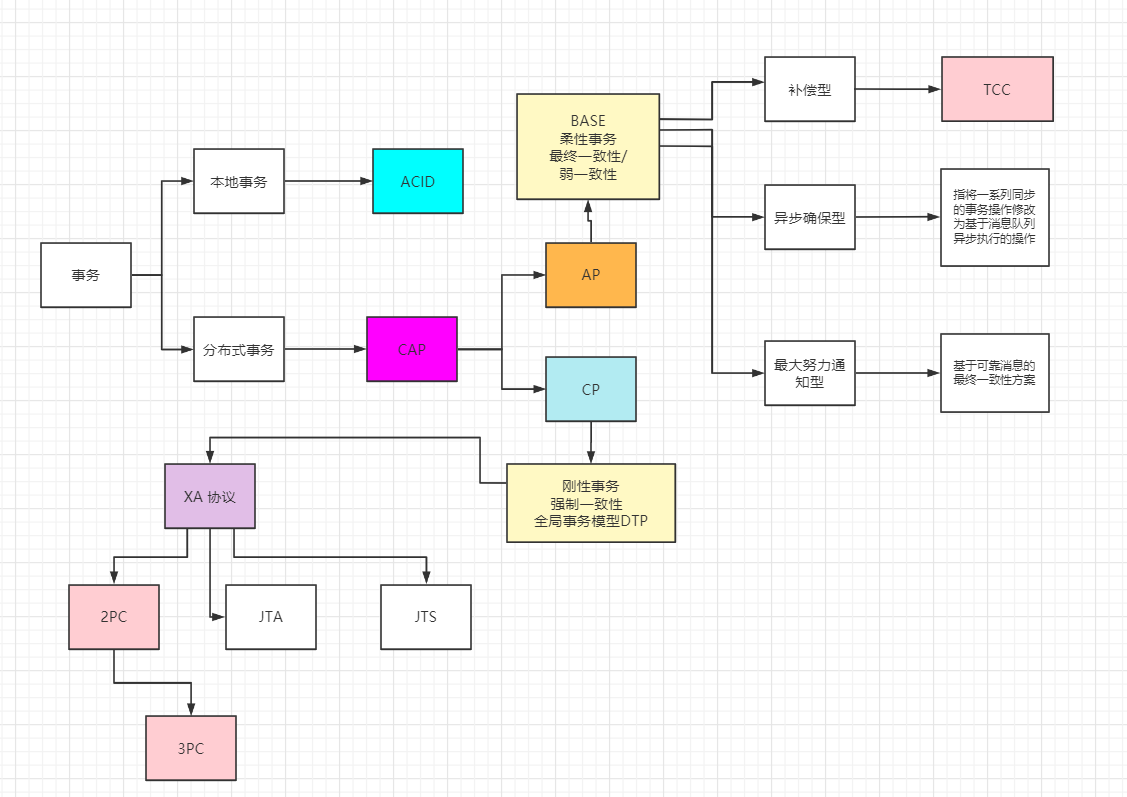 补偿型
TCC
BASE
柔性事务
最终一致性/
弱一致性
本地事务
ACID
异步确保型
指将一系列同步
的事务操作修改
为基于消息队列
异步执行的操作
事务
AP
分布式事务
CAP
CP
最大努力通
知型
基于可靠消息的
最终一致性方案
XA 协议
刚性事务
强制一致性
全局事务模型DTP
2PC
JTA
JTS
3PC